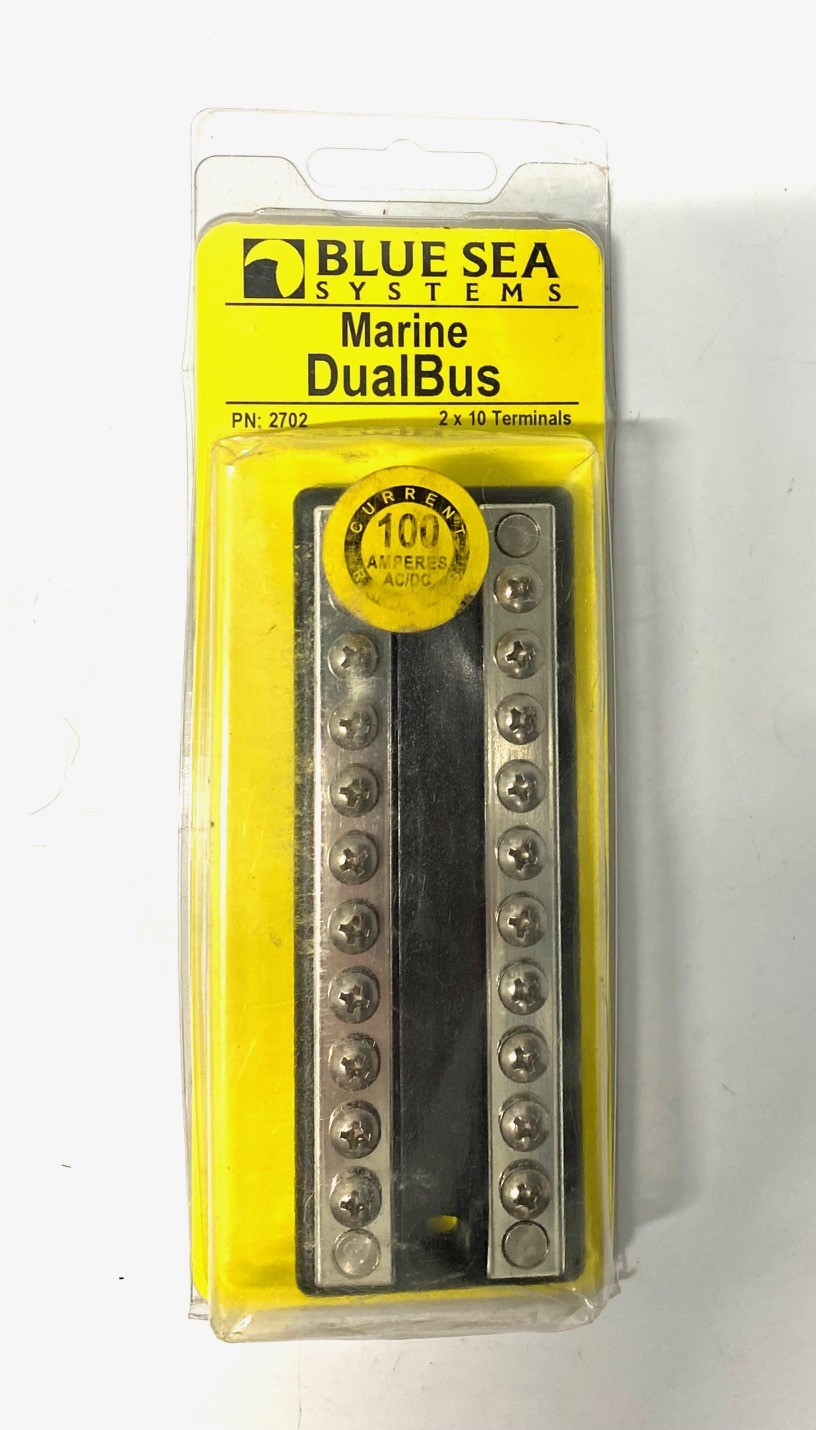 BLUE SEA
SYSTEMS
Marine
DualBus
PN: 2702
2 x 10 Terminals
CURRENT
100
AMPERES
AC/DC